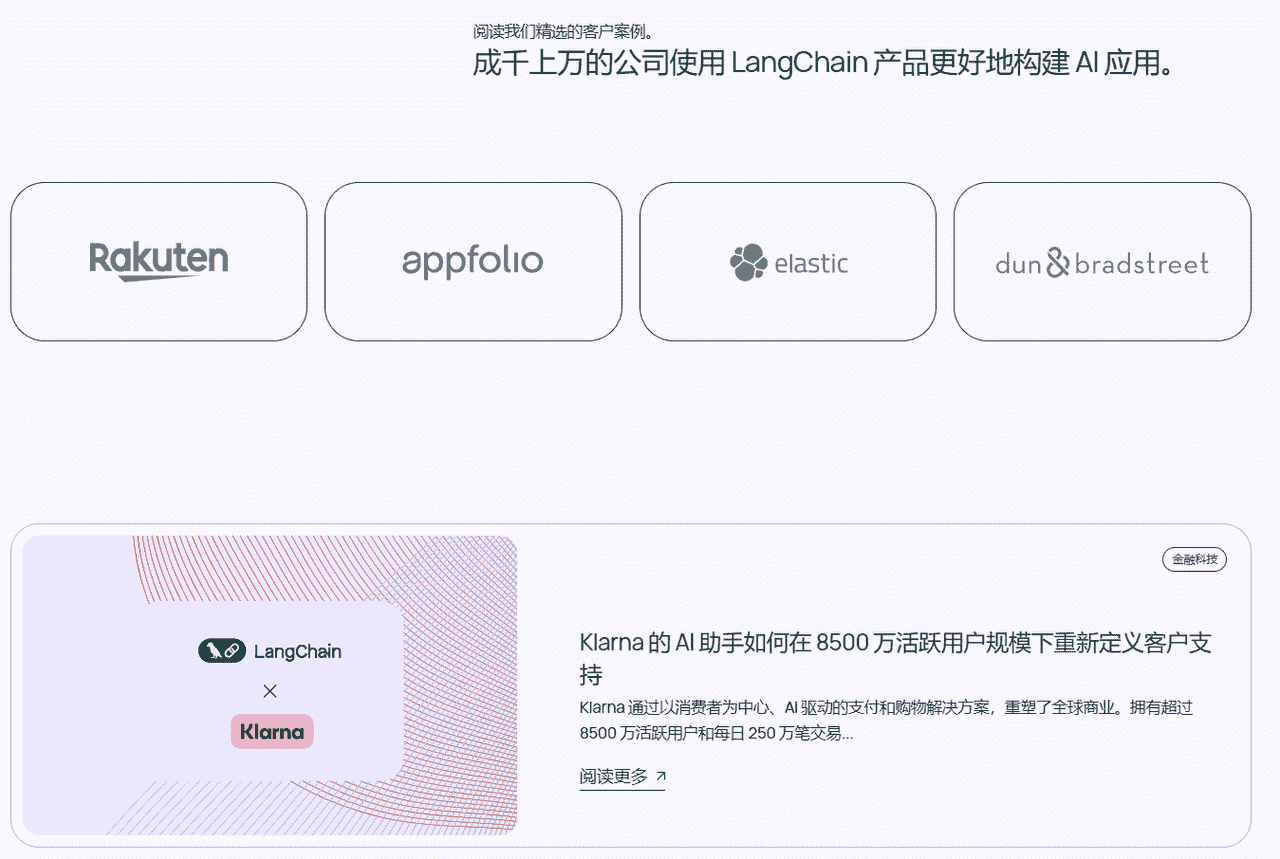 阅读我们精选的客户案例。
成千上万的公司使用 LangChain 产品更好地构建 AI 应用。
Rakuten
appfolio
elastic
dun & bradstreet
金融科技
LangChain
×
Klarna
Klarna 的 AI 助手如何在 8500 万活跃用户规模下重新定义客户支
持
Klarna 通过以消费者为中心、AI 驱动的支付和购物解决方案，重塑了全球商业。拥有超过
8500 万活跃用户和每日 250 万笔交易...
阅读更多 ↗